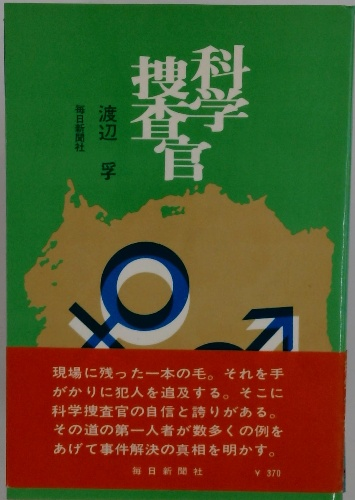 科学
捜査官
渡辺 孚
毎日新聞社
現場に残った一本の毛。それを手
がかりに犯人を追及する。そこに
科学捜査官の自信と誇りがある。
その道の第一人者が数多くの例を
あげて事件解決の真相を明かす。
毎日新聞社 ¥370